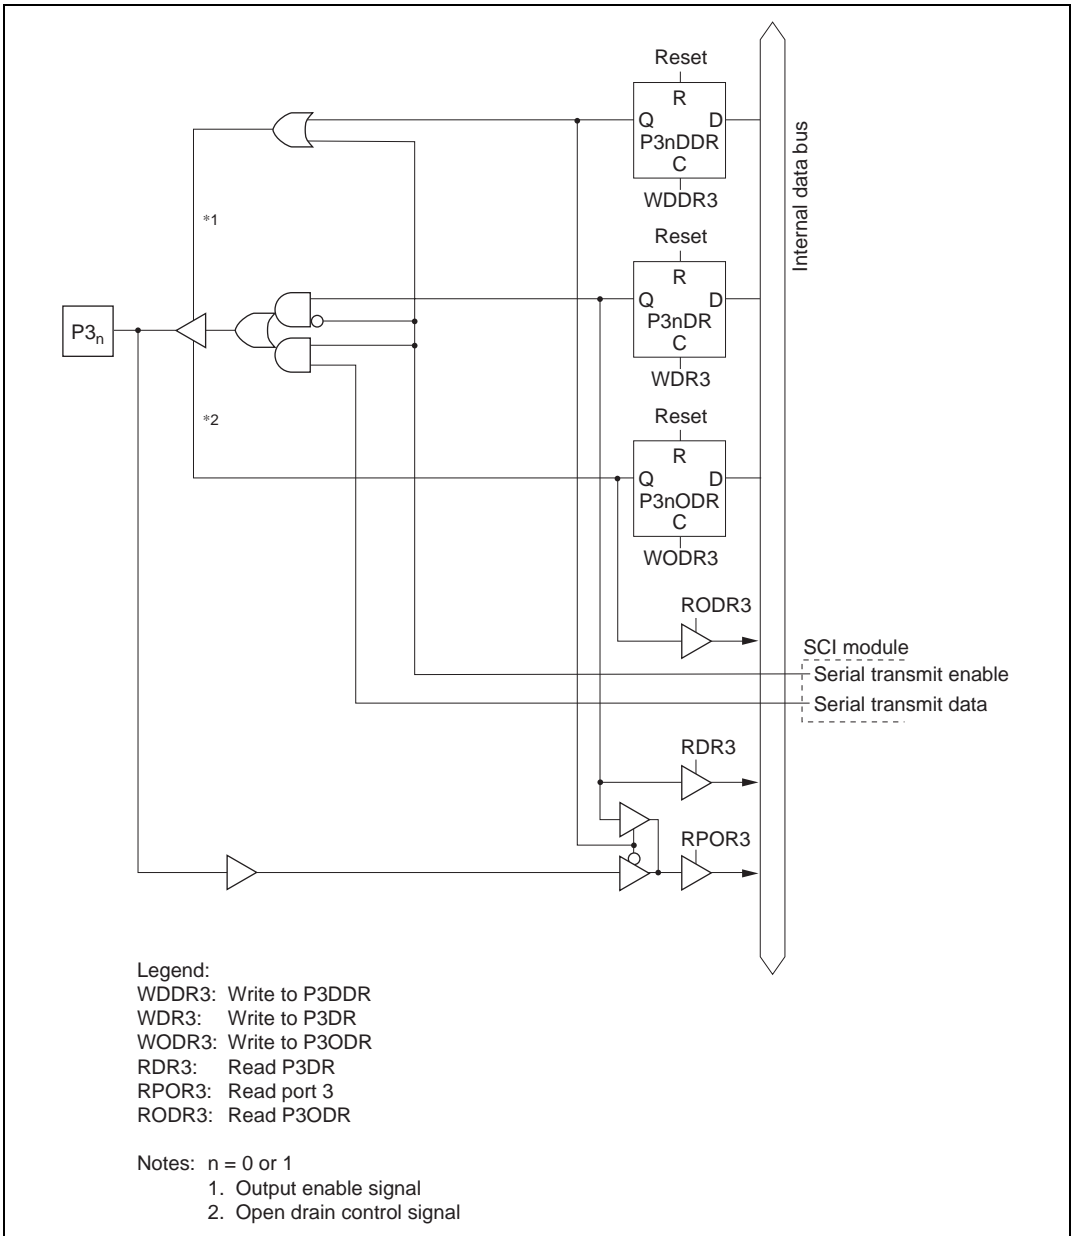 Reset
R
Q D
P3nDDR
C
WDDR3
Internal data bus
*1
Reset
R
Q D
P3nDR
C
WDR3
P3n
*2
Reset
R
Q D
P3nODR
C
WODR3
RODR3
SCI module
Serial transmit enable
Serial transmit data
RDR3
RPOR3
Legend:
WDDR3: Write to P3DDR
WDR3: Write to P3DR
WODR3: Write to P3ODR
RDR3: Read P3DR
RPOR3: Read port 3
RODR3: Read P3ODR
Notes: n = 0 or 1
1. Output enable signal
2. Open drain control signal